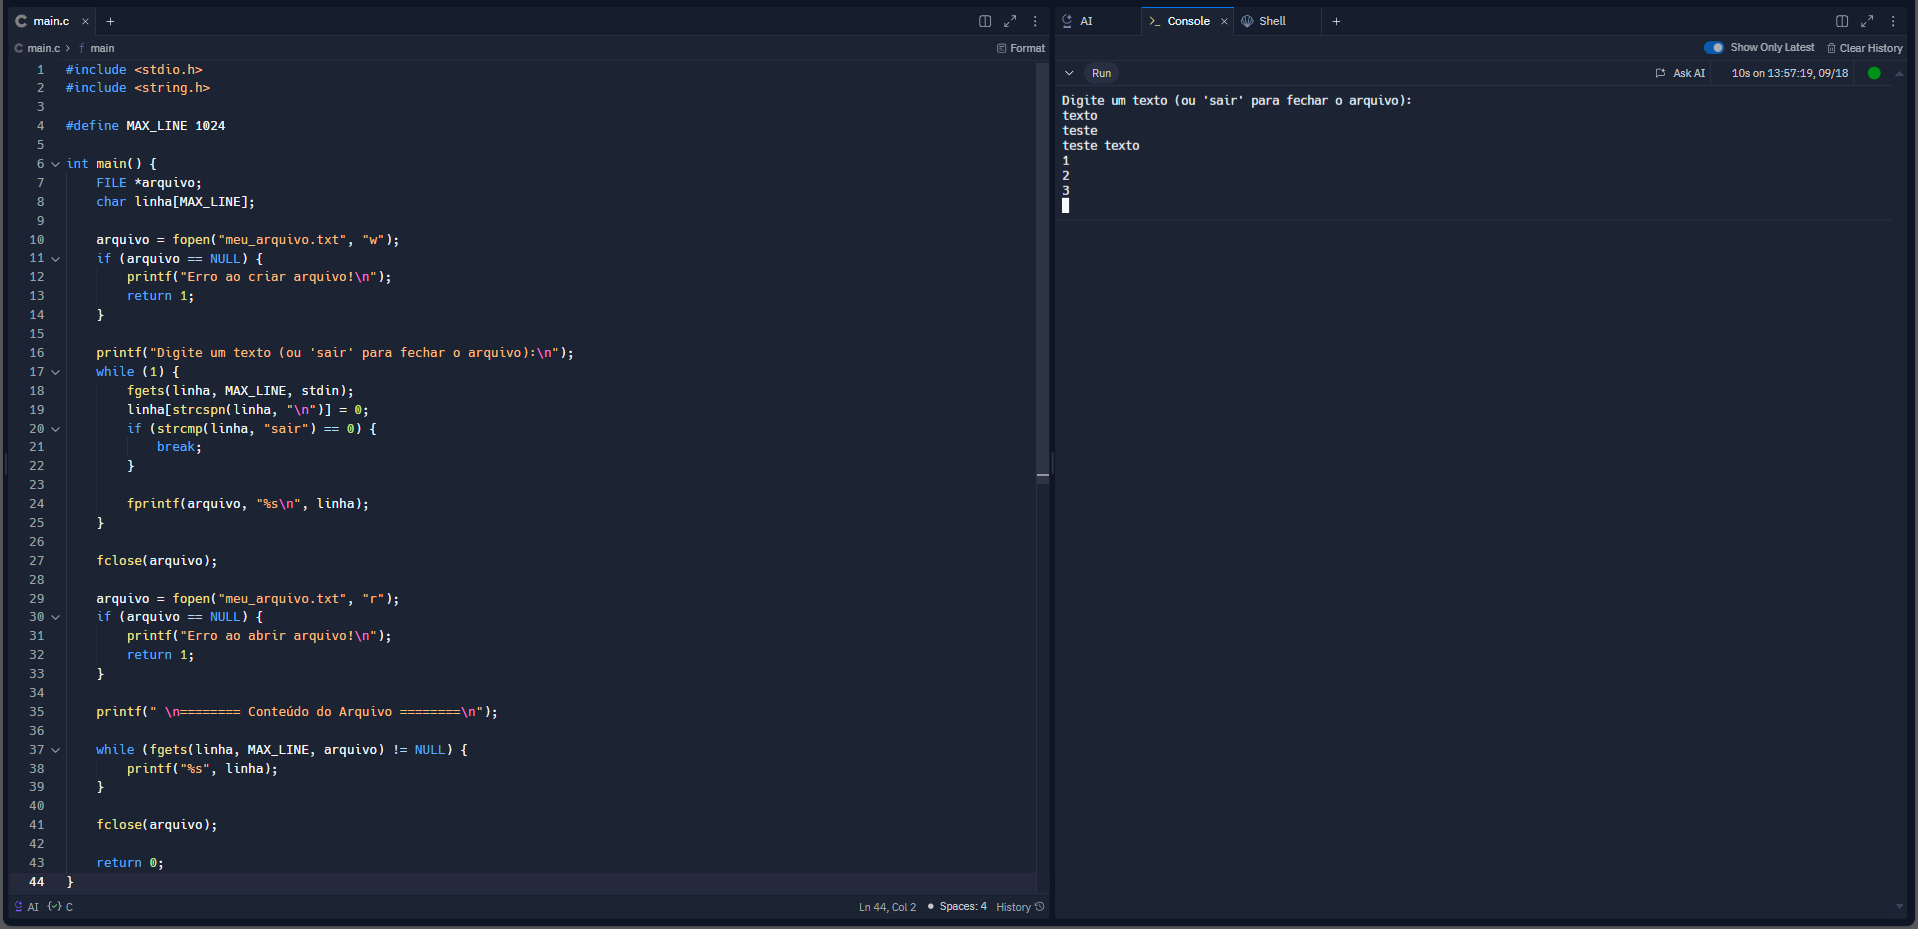 main.c × +
main.c > f main
Format
1 #include <stdio.h>
2 #include <string.h>
3
4 #define MAX_LINE 1024
5
6 int main() {
7     FILE *arquivo;
8     char linha[MAX_LINE];
9
10     arquivo = fopen("meu_arquivo.txt", "w");
11     if (arquivo == NULL) {
12         printf("Erro ao criar arquivo!\n");
13         return 1;
14     }
15
16     printf("Digite um texto (ou 'sair' para fechar o arquivo):\n");
17     while (1) {
18         fgets(linha, MAX_LINE, stdin);
19         linha[strcspn(linha, "\n")] = 0;
20         if (strcmp(linha, "sair") == 0) {
21             break;
22         }
23
24         fprintf(arquivo, "%s\n", linha);
25     }
26
27     fclose(arquivo);
28
29     arquivo = fopen("meu_arquivo.txt", "r");
30     if (arquivo == NULL) {
31         printf("Erro ao abrir arquivo!\n");
32         return 1;
33     }
34
35     printf(" \n======== Conteúdo do Arquivo ========\n");
36
37     while (fgets(linha, MAX_LINE, arquivo) != NULL) {
38         printf("%s", linha);
39     }
40
41     fclose(arquivo);
42
43     return 0;
44 }
AI {✓} C
Ln 44, Col 2 • Spaces: 4 History
AI >_ Console × Shell +
Show Only Latest Clear History
Run
Ask AI 10s on 13:57:19, 09/18
Digite um texto (ou 'sair' para fechar o arquivo):
texto
teste
teste texto
1
2
3